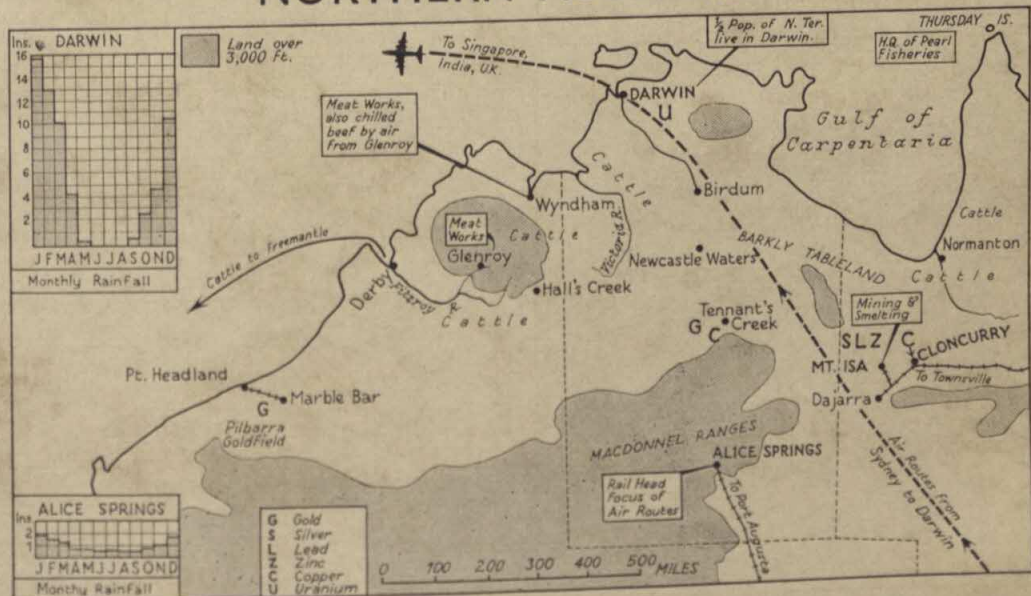 NORTHERN
Ins. DARWIN
16
14
12
10
8
6
4
2
J F M A M J J A S O N D
Monthly RainFall
Land over
3,000 Ft.
To Singapore,
India, U.K.
½ Pop. of N. Ter.
live in Darwin.
THURSDAY IS.
H.Q. of Pearl
Fisheries
Meat Works,
also chilled
beef by air
from Glenroy
DARWIN
U
Gulf of
Carpentaria
Cattle
Birdum
Wyndham
Meat
Works
Cattle
Glenroy
Victoria R.
Cattle to Freemantle
Derby
Fitzroy R.
Cattle
Hall's Creek
Newcastle Waters
BARKLY TABLELAND
Cattle
Normanton
Cattle
Tennant's
Creek
G
C
Mining &
Smelting
S L Z
C
CLONCURRY
MT. ISA
To Townsville
Dajarra
Pt. Headland
Marble Bar
G
Pilbarra
Goldfield
MACDONNEL RANGES
ALICE SPRINGS
Rail Head
Focus of
Air Routes
To Port Augusta
Air Routes from
Sydney to Darwin
ALICE SPRINGS
Ins.
2
1
J F M A M J J A S O N D
Monthy RainFall
G Gold
S Silver
L Lead
Z Zinc
C Copper
U Uranium
0 100 200 300 400 500 MILES